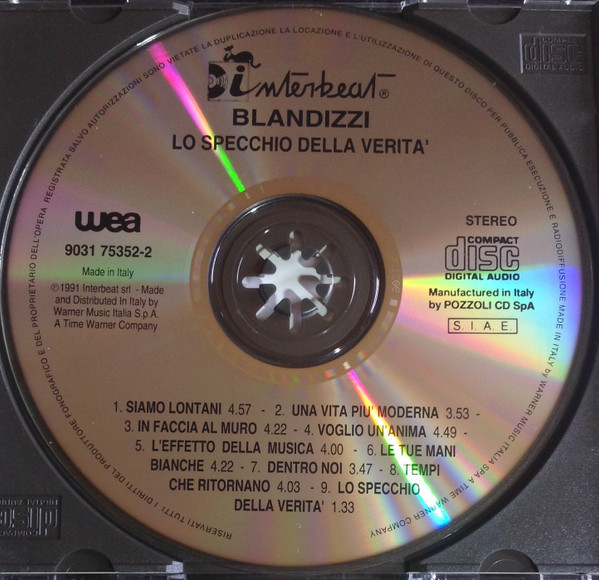 interbeat®
BLANDIZZI
LO SPECCHIO DELLA VERITA'
wea
9031 75352-2
Made in Italy
℗1991 Interbeat srl - Made
and Distributed In Italy by
Warner Music Italia S.p.A.
A Time Warner Company
STEREO
COMPACT
disc
DIGITAL AUDIO
Manufactured in Italy
by POZZOLI CD SpA
S.I.A.E.
1. SIAMO LONTANI 4.57 - 2. UNA VITA PIU' MODERNA 3.53 -
3. IN FACCIA AL MURO 4.22 - 4. VOGLIO UN'ANIMA 4.49 -
5. L'EFFETTO DELLA MUSICA 4.00 - 6. LE TUE MANI
BIANCHE 4.22 - 7. DENTRO NOI 3.47 - 8. TEMPI
CHE RITORNANO 4.03 - 9. LO SPECCHIO
DELLA VERITA' 1.33
RISERVATI TUTTI I DIRITTI DEL PRODUTTORE FONOGRAFICO E DEL PROPRIETARIO DELL'OPERA REGISTRATA SALVO AUTORIZZAZIONI SONO VIETATE LA DUPLICAZIONE LA LOCAZIONE E L'UTILIZZAZIONE DI QUESTO DISCO PER PUBBLICA ESECUZIONE E RADIODIFFUSIONE MADE IN ITALY BY WARNER MUSIC ITALIA SPA A TIME WARNER COMPANY
COMPACT
disc
DIGITAL AUDIO
disc
DIGITAL AUDIO